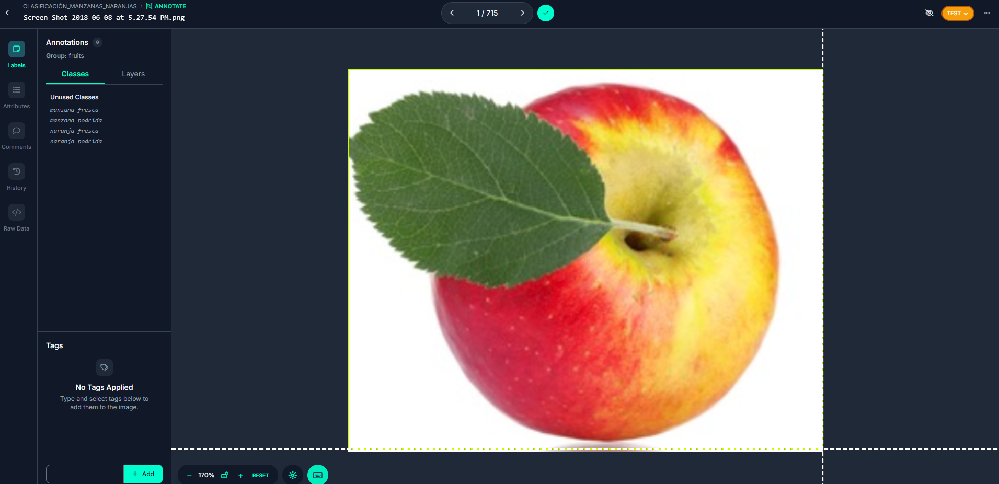 CLASIFICACIÓN_MANZANAS_NARANJAS > ANNOTATE
Screen Shot 2018-06-08 at 5.27.54 PM.png
1 / 715
TEST
Labels
Attributes
Comments
History
Raw Data
Annotations 0
Group: fruits
Classes Layers
Unused Classes
manzana fresca
manzana podrida
naranja fresca
naranja podrida
Tags
No Tags Applied
Type and select tags below to
add them to the image.
+ Add
− 170% + RESET